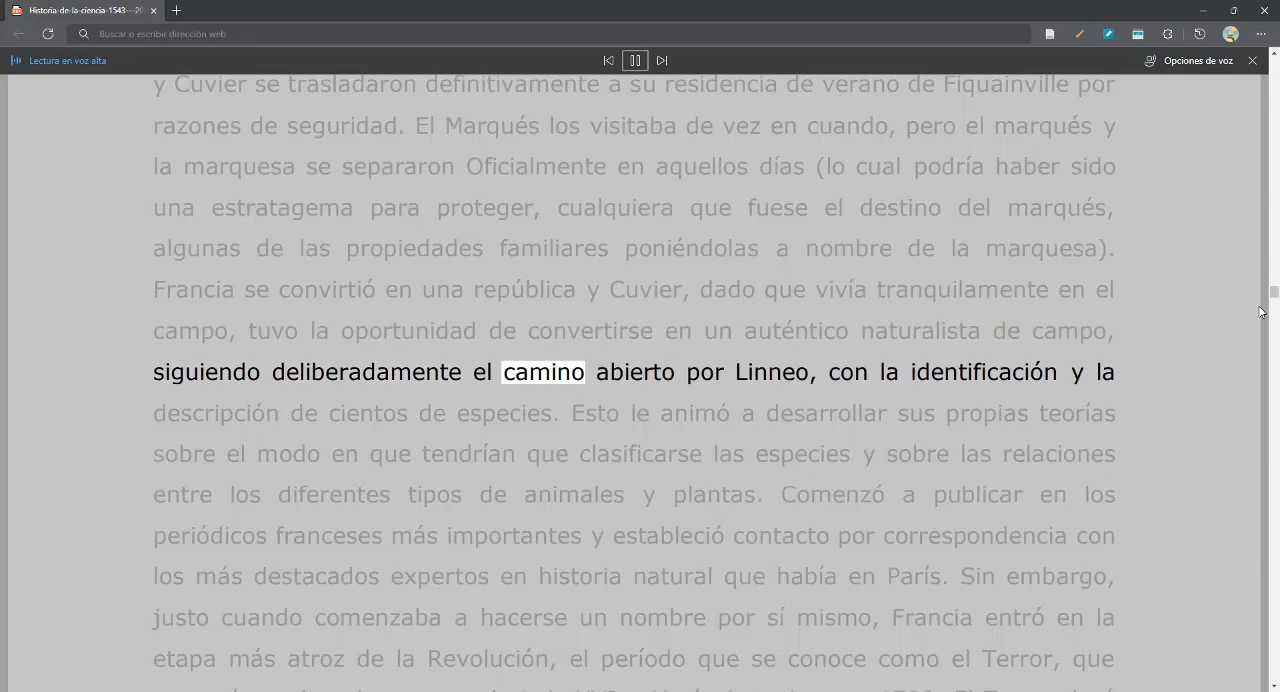 Historia-de-la-ciencia-1543---20
Buscar o escribir dirección web
Lectura en voz alta
Opciones de voz
y Cuvier se trasladaron definitivamente a su residencia de verano de Fiquainville por
razones de seguridad. El Marqués los visitaba de vez en cuando, pero el marqués y
la marquesa se separaron Oficialmente en aquellos días (lo cual podría haber sido
una estratagema para proteger, cualquiera que fuese el destino del marqués,
algunas de las propiedades familiares poniéndolas a nombre de la marquesa).
Francia se convirtió en una república y Cuvier, dado que vivía tranquilamente en el
campo, tuvo la oportunidad de convertirse en un auténtico naturalista de campo,
siguiendo deliberadamente el camino abierto por Linneo, con la identificación y la
descripción de cientos de especies. Esto le animó a desarrollar sus propias teorías
sobre el modo en que tendrían que clasificarse las especies y sobre las relaciones
entre los diferentes tipos de animales y plantas. Comenzó a publicar en los
periódicos franceses más importantes y estableció contacto por correspondencia con
los más destacados expertos en historia natural que había en París. Sin embargo,
justo cuando comenzaba a hacerse un nombre por sí mismo, Francia entró en la
etapa más atroz de la Revolución, el período que se conoce como el Terror, que